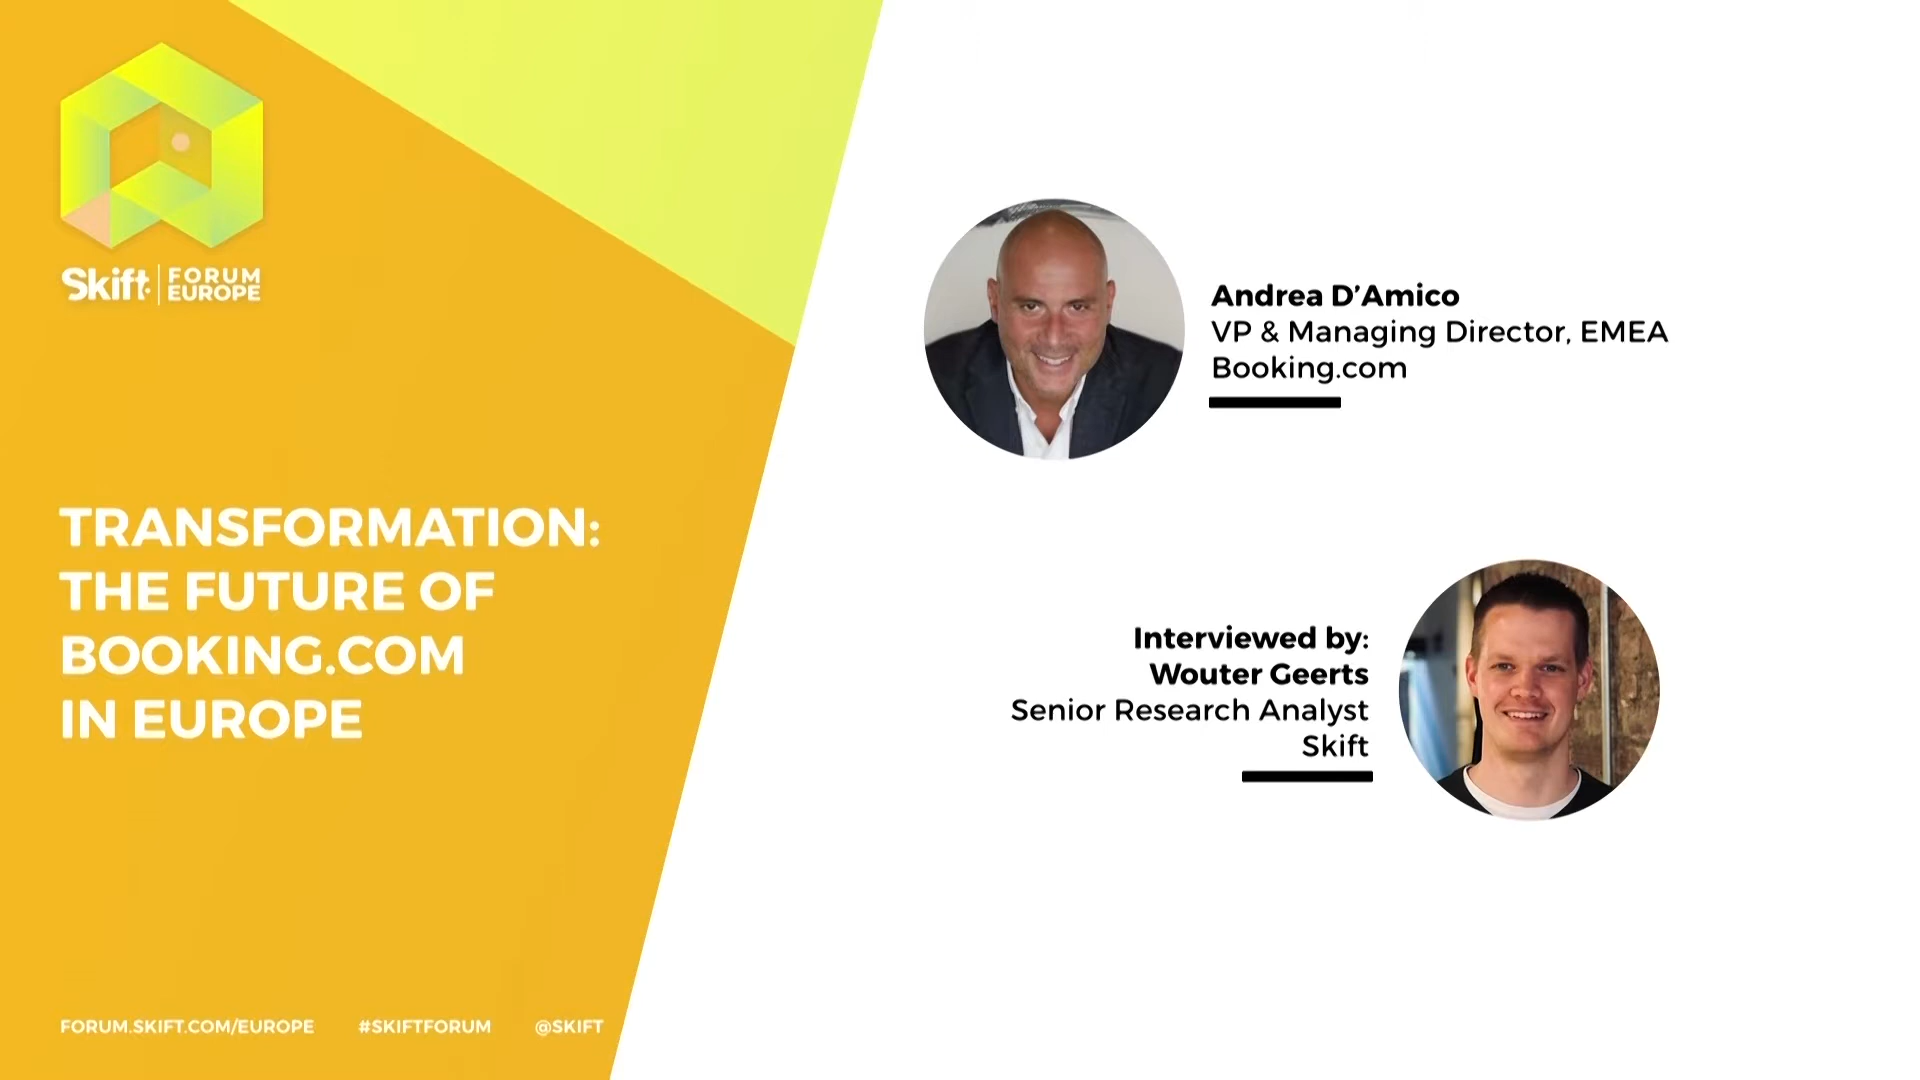 Skift
FORUM
EUROPE
TRANSFORMATION:
THE FUTURE OF
BOOKING.COM
IN EUROPE
FORUM.SKIFT.COM/EUROPE #SKIFTFORUM @SKIFT
Andrea D’Amico
VP & Managing Director, EMEA
Booking.com
Interviewed by:
Wouter Geerts
Senior Research Analyst
Skift